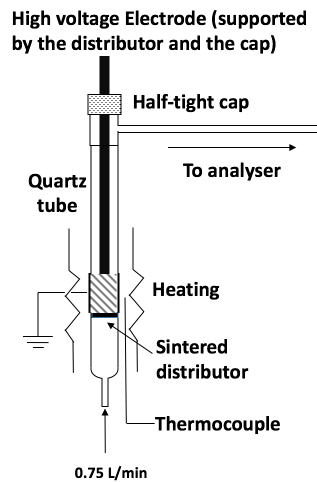 High voltage Electrode (supported
by the distributor and the cap)
Half-tight cap
To analyser
Quartz
tube
Heating
Sintered
distributor
Thermocouple
0.75 L/min